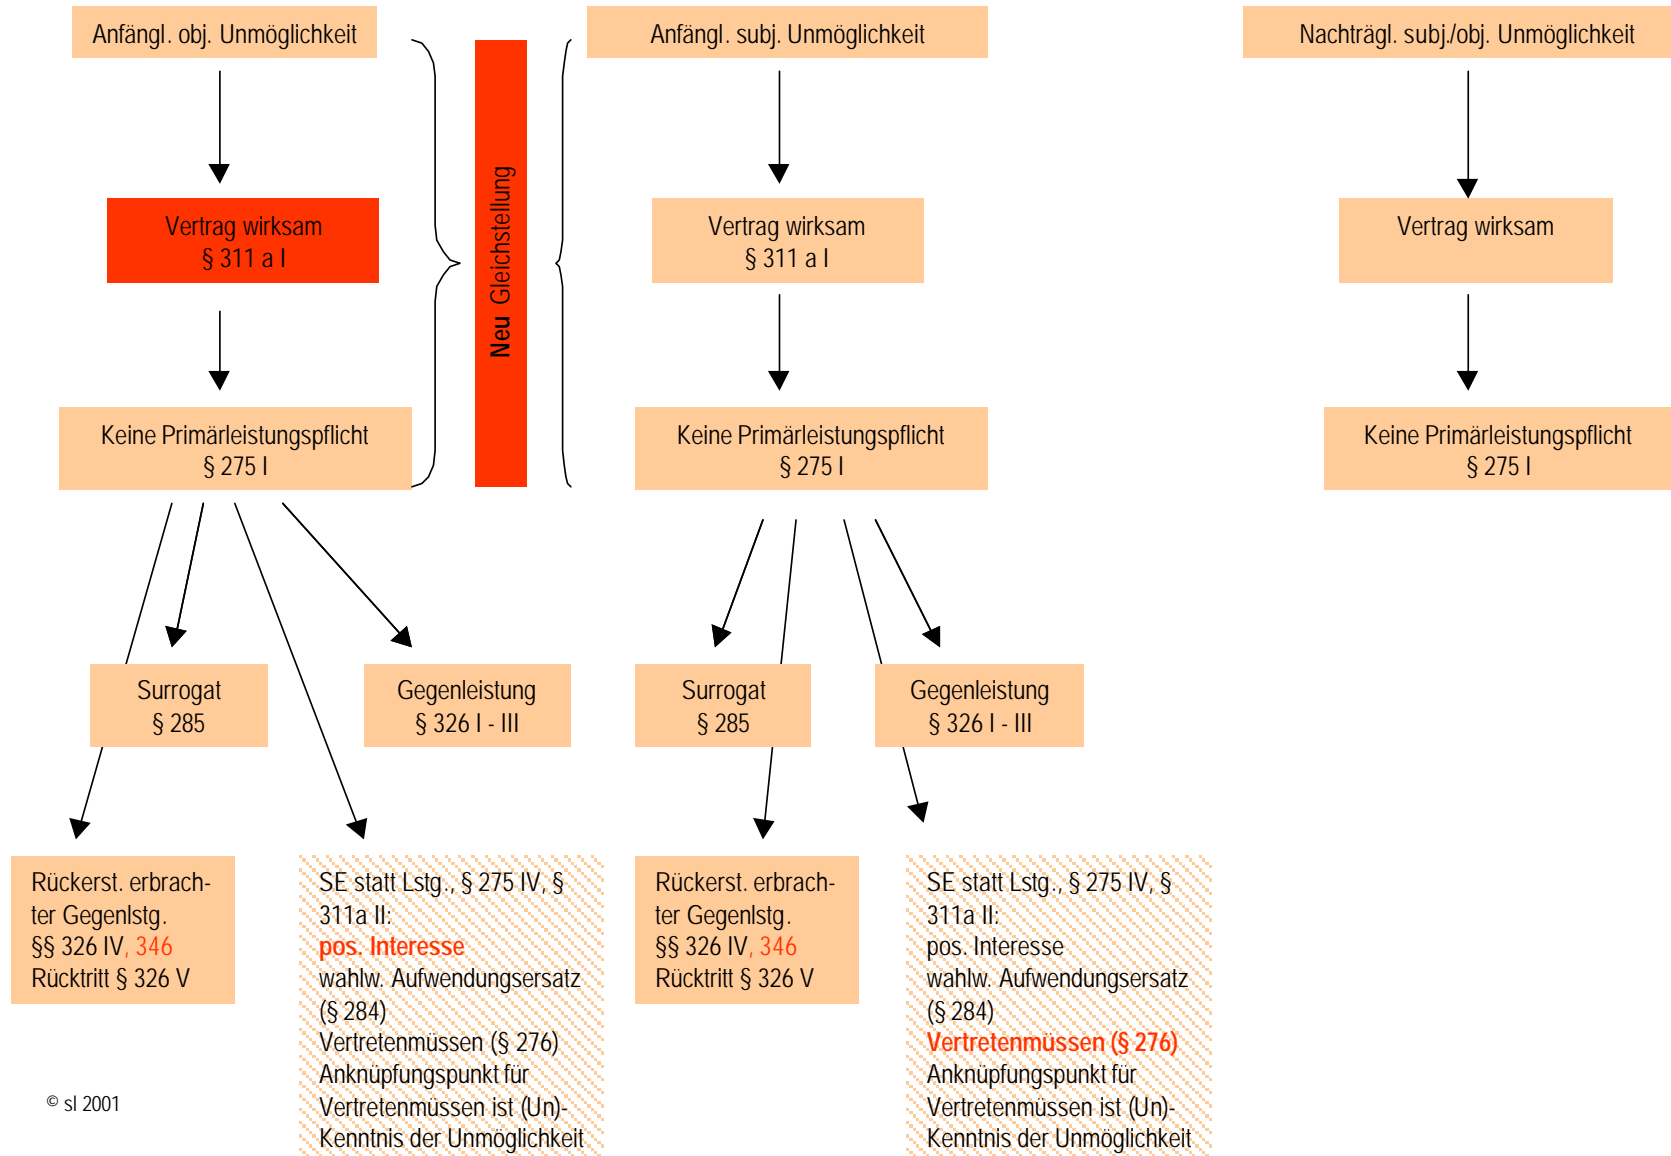 Anfängl. obj. Unmöglichkeit
Anfängl. subj. Unmöglichkeit
Nachträgl. subj./obj. Unmöglichkeit
Neu Gleichstellung
Vertrag wirksam
§ 311 a I
Vertrag wirksam
§ 311 a I
Vertrag wirksam
Keine Primärleistungspflicht
§ 275 I
Keine Primärleistungspflicht
§ 275 I
Keine Primärleistungspflicht
§ 275 I
Surrogat
§ 285
Gegenleistung
§ 326 I - III
Surrogat
§ 285
Gegenleistung
§ 326 I - III
Rückerst. erbrach-
ter Gegenlstg.
§§ 326 IV, 346
Rücktritt § 326 V
SE statt Lstg., § 275 IV, §
311a II:
pos. Interesse
wahlw. Aufwendungsersatz
(§ 284)
Vertretenmüssen (§ 276)
Anknüpfungspunkt für
Vertretenmüssen ist (Un)-
Kenntnis der Unmöglichkeit
Rückerst. erbrach-
ter Gegenlstg.
§§ 326 IV, 346
Rücktritt § 326 V
SE statt Lstg., § 275 IV, §
311a II:
pos. Interesse
wahlw. Aufwendungsersatz
(§ 284)
Vertretenmüssen (§ 276)
Anknüpfungspunkt für
Vertretenmüssen ist (Un)-
Kenntnis der Unmöglichkeit
© sl 2001